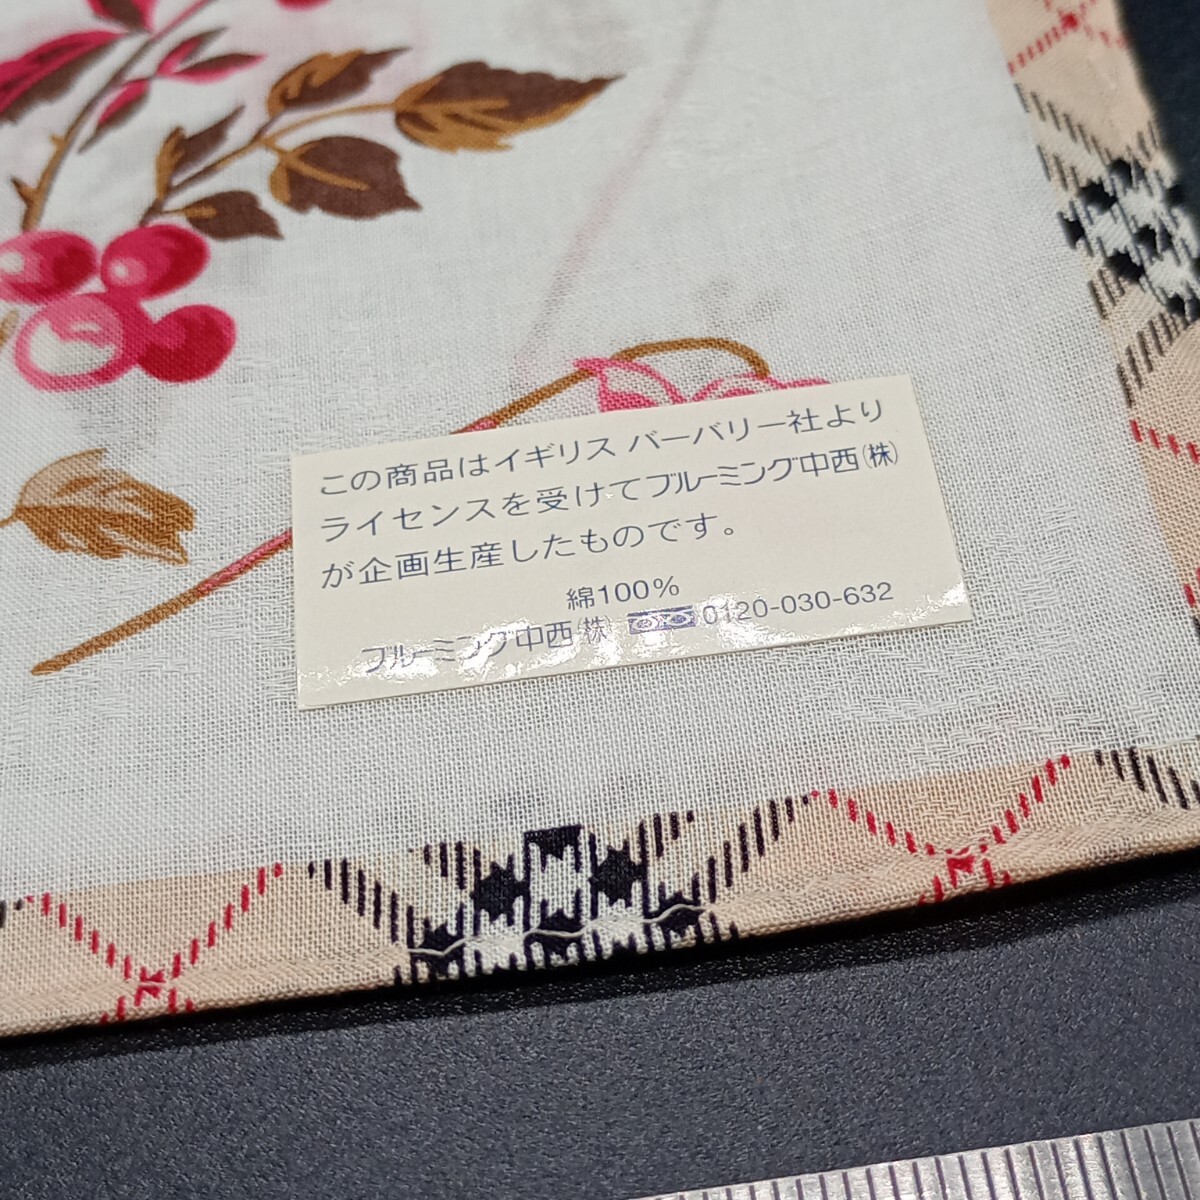 この商品はイギリス バーバリー社より
ライセンスを受けてブルーミング中西㈱
が企画生産したものです。
綿100%
ブルーミング中西㈱ 0120-030-632